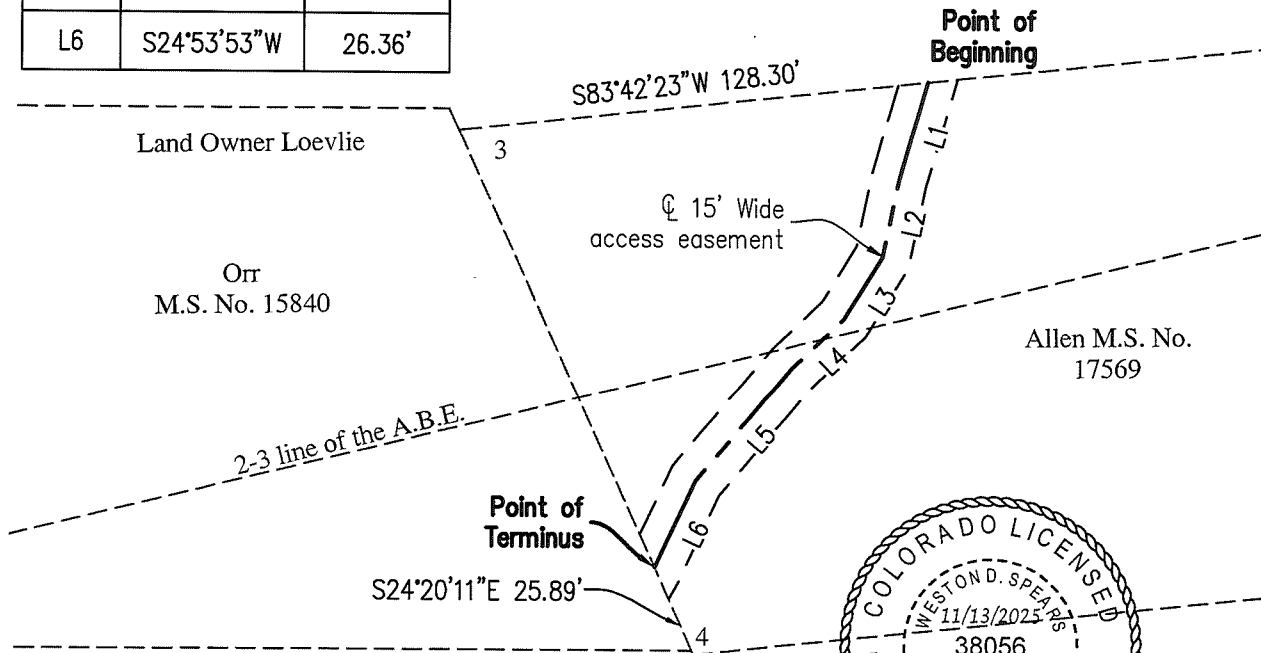 L6 S24°53'53"W 26.36'
Point of
Beginning
S83°42'23"W 128.30'
Land Owner Loevlie
3
L1
℄ 15' Wide
access easement
L2
Orr
M.S. No. 15840
L3
Allen M.S. No.
17569
L4
2-3 line of the A.B.E.
L5
Point of
Terminus
L6
S24°20'11"E 25.89'
4
COLORADO LICENSED
WESTON D. SPEARS
11/13/2025
38056